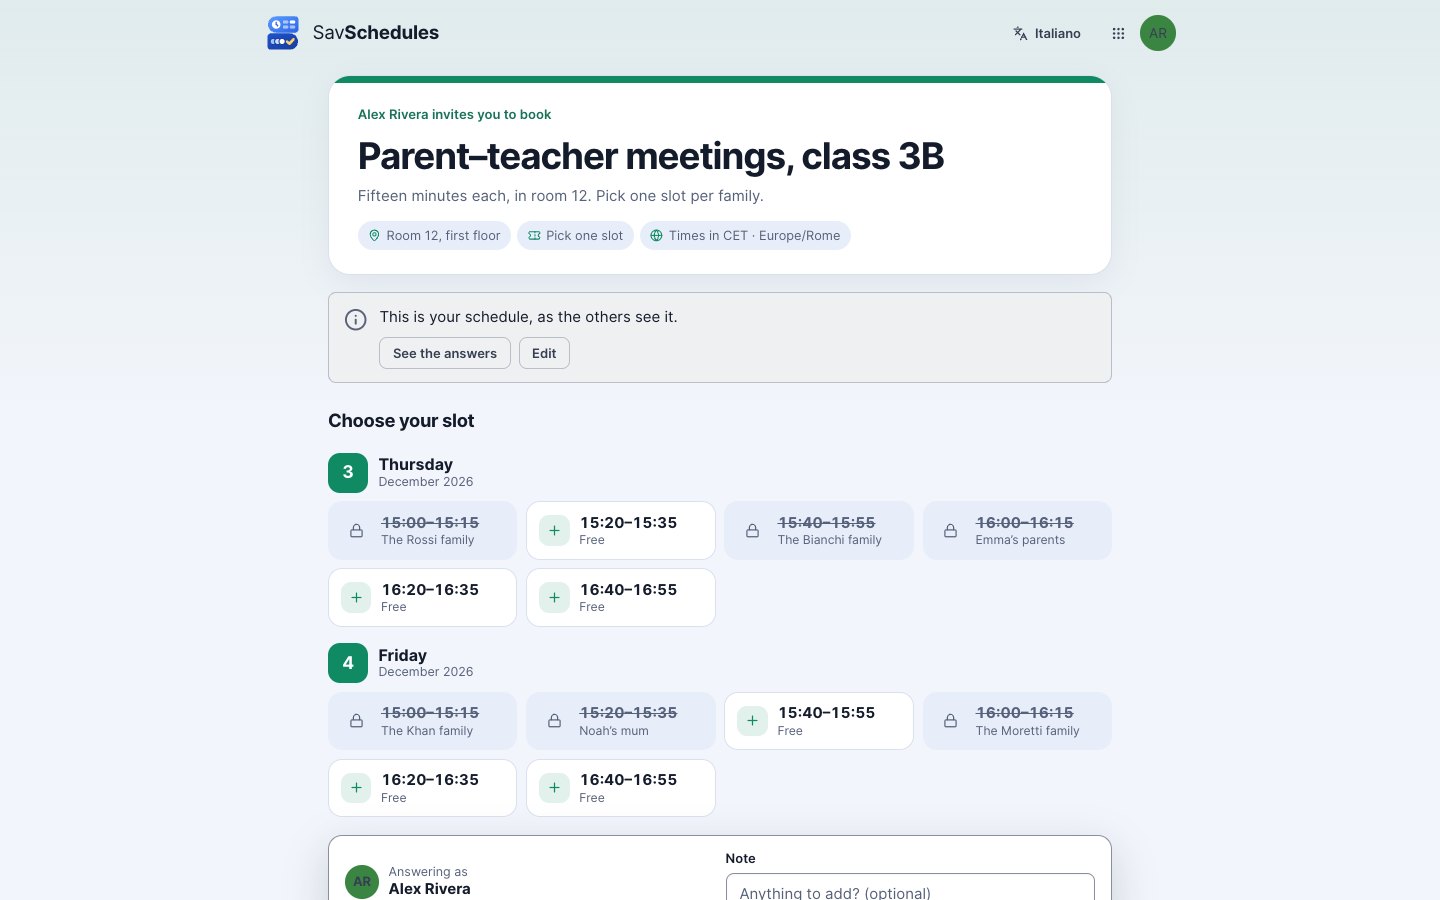 SavSchedules
Italiano
AR
Alex Rivera invites you to book
Parent–teacher meetings, class 3B
Fifteen minutes each, in room 12. Pick one slot per family.
Room 12, first floor
Pick one slot
Times in CET · Europe/Rome
This is your schedule, as the others see it.
See the answers
Edit
Choose your slot
3
Thursday
December 2026
15:00–15:15
The Rossi family
15:20–15:35
Free
15:40–15:55
The Bianchi family
16:00–16:15
Emma’s parents
16:20–16:35
Free
16:40–16:55
Free
4
Friday
December 2026
15:00–15:15
The Khan family
15:20–15:35
Noah’s mum
15:40–15:55
Free
16:00–16:15
The Moretti family
16:20–16:35
Free
16:40–16:55
Free
AR
Answering as
Alex Rivera
Note
Anything to add? (optional)